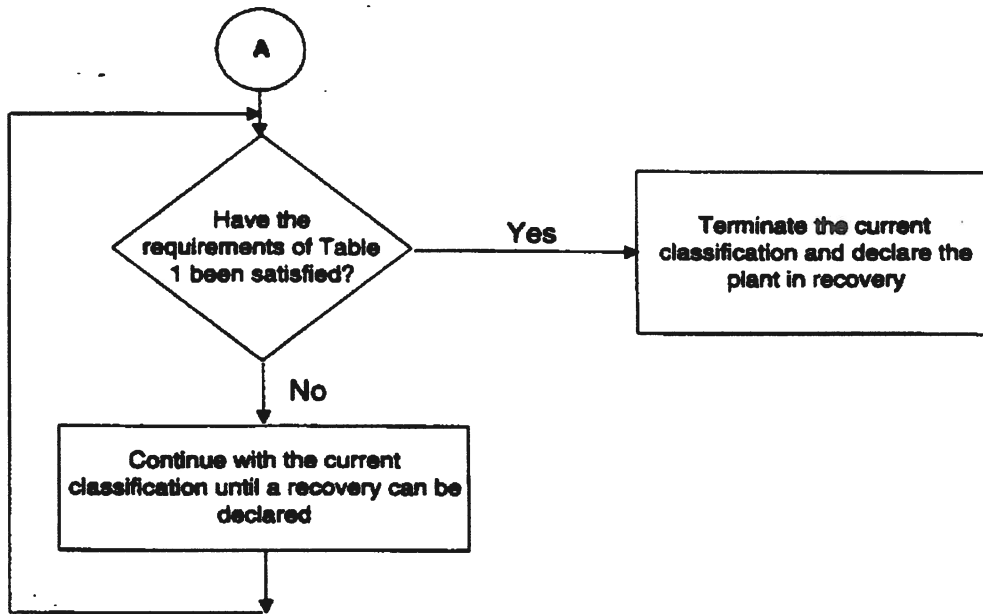 A
Have the
requirements of Table
1 been satisfied?
Yes
Terminate the current
classification and declare the
plant in recovery
No
Continue with the current
classification until a recovery can be
declared